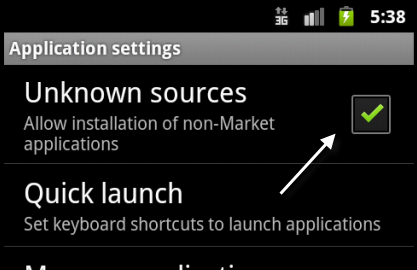 3G 5:38
Application settings
Unknown sources
Allow installation of non-Market
applications
Quick launch
Set keyboard shortcuts to launch applications